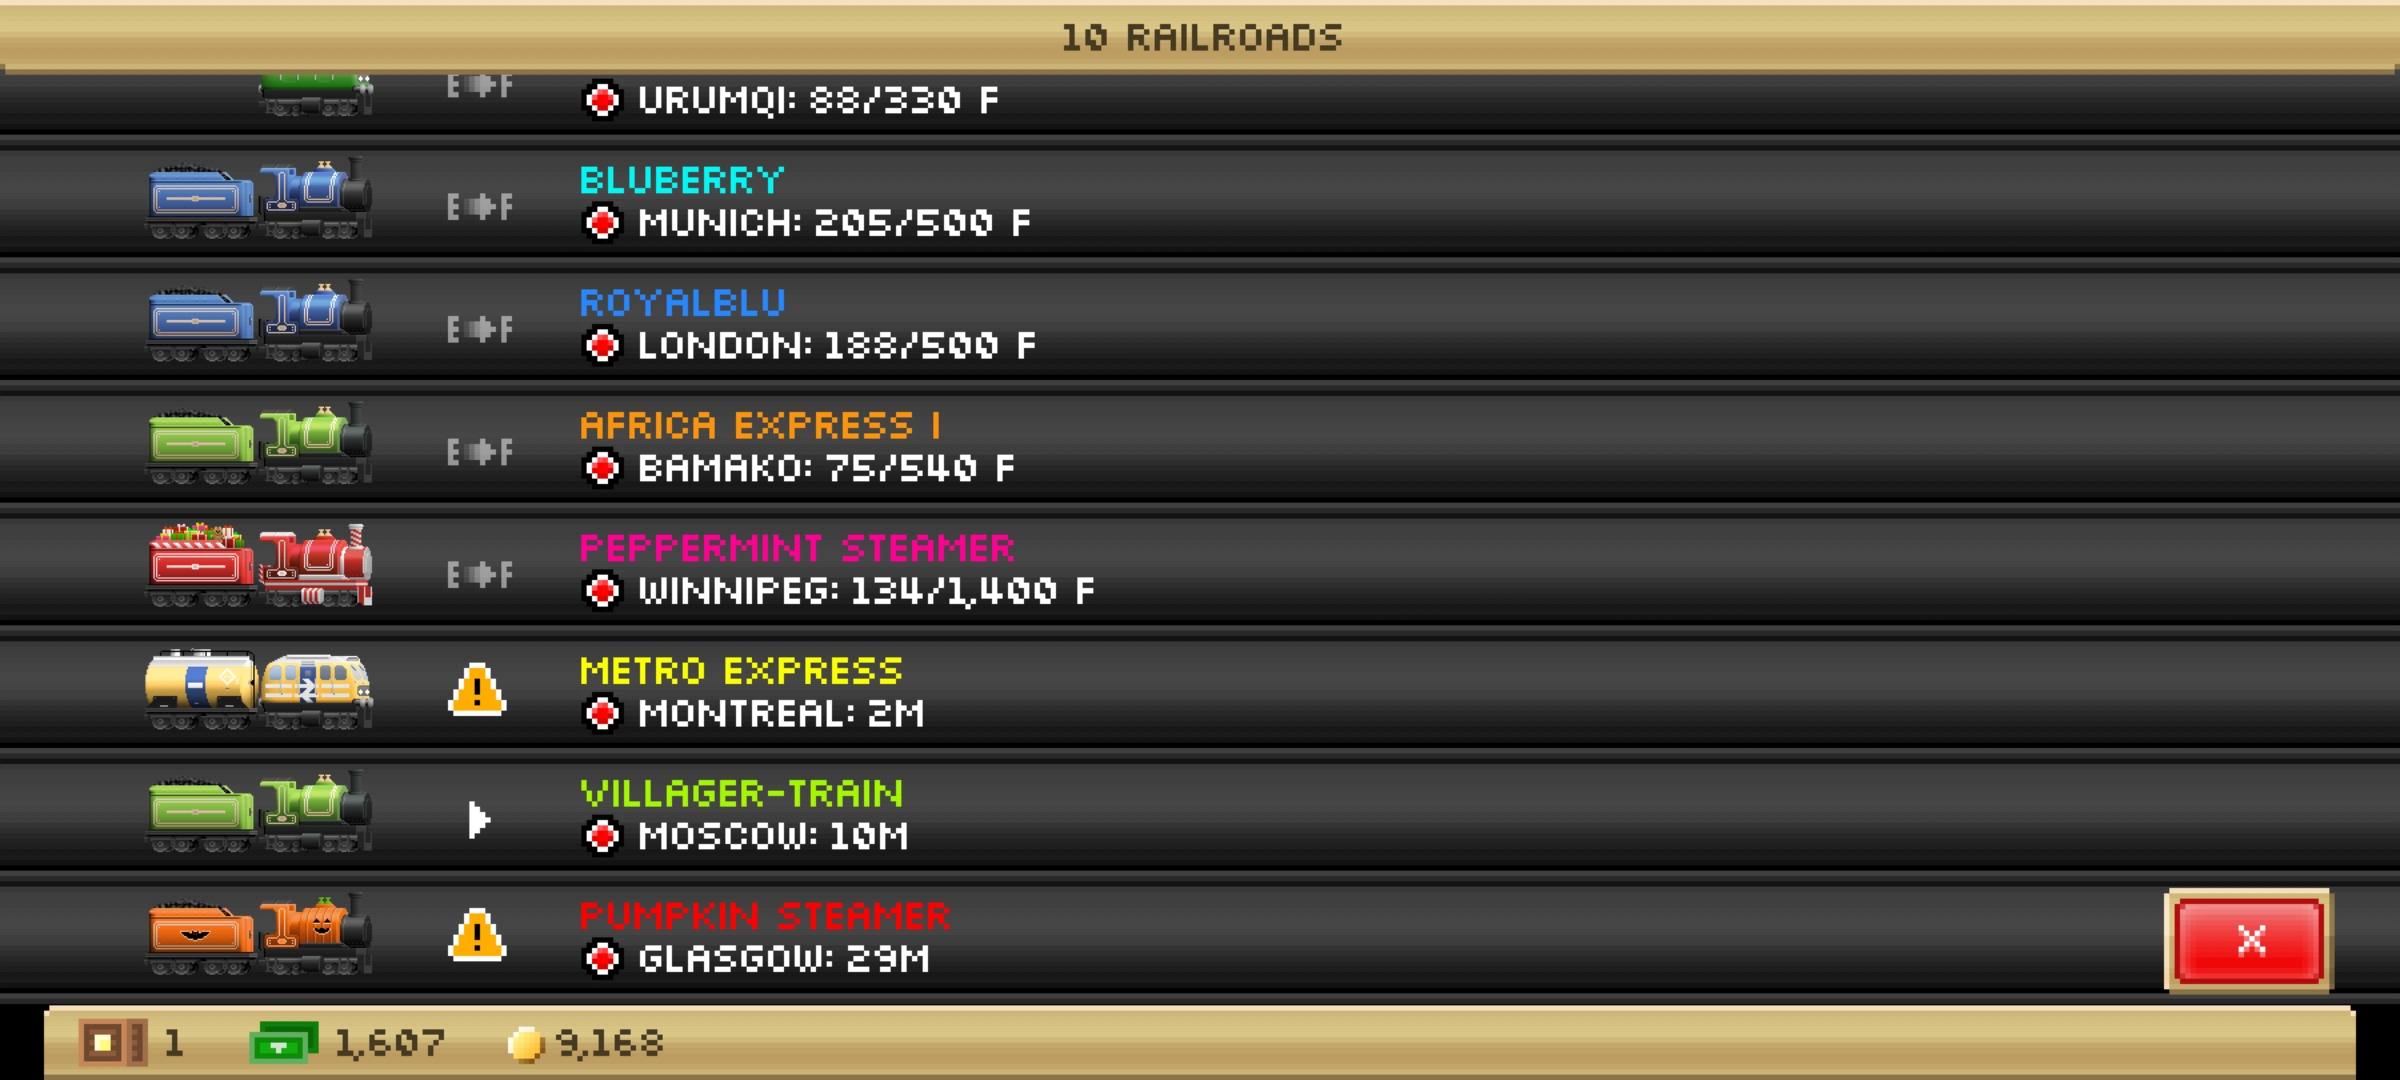 10 RAILROADS
E F
URUMQI: 88/330 F
BLUBERRY
E F
MUNICH: 205/500 F
ROYALBLU
E F
LONDON: 188/500 F
AFRICA EXPRESS I
E F
BAMAKO: 75/540 F
PEPPERMINT STEAMER
E F
WINNIPEG: 134/1,400 F
METRO EXPRESS
!
MONTREAL: 2M
VILLAGER-TRAIN
MOSCOW: 10M
PUMPKIN STEAMER
!
GLASGOW: 29M
X
1 1,607 9,168